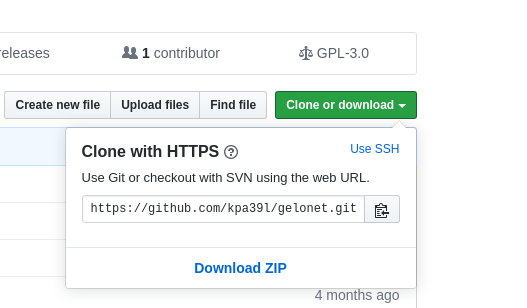 releases 1 contributor GPL-3.0
Create new file Upload files Find file Clone or download
Clone with HTTPS Use SSH
Use Git or checkout with SVN using the web URL.
https://github.com/kpa39l/gelonet.git
Download ZIP
4 months ago